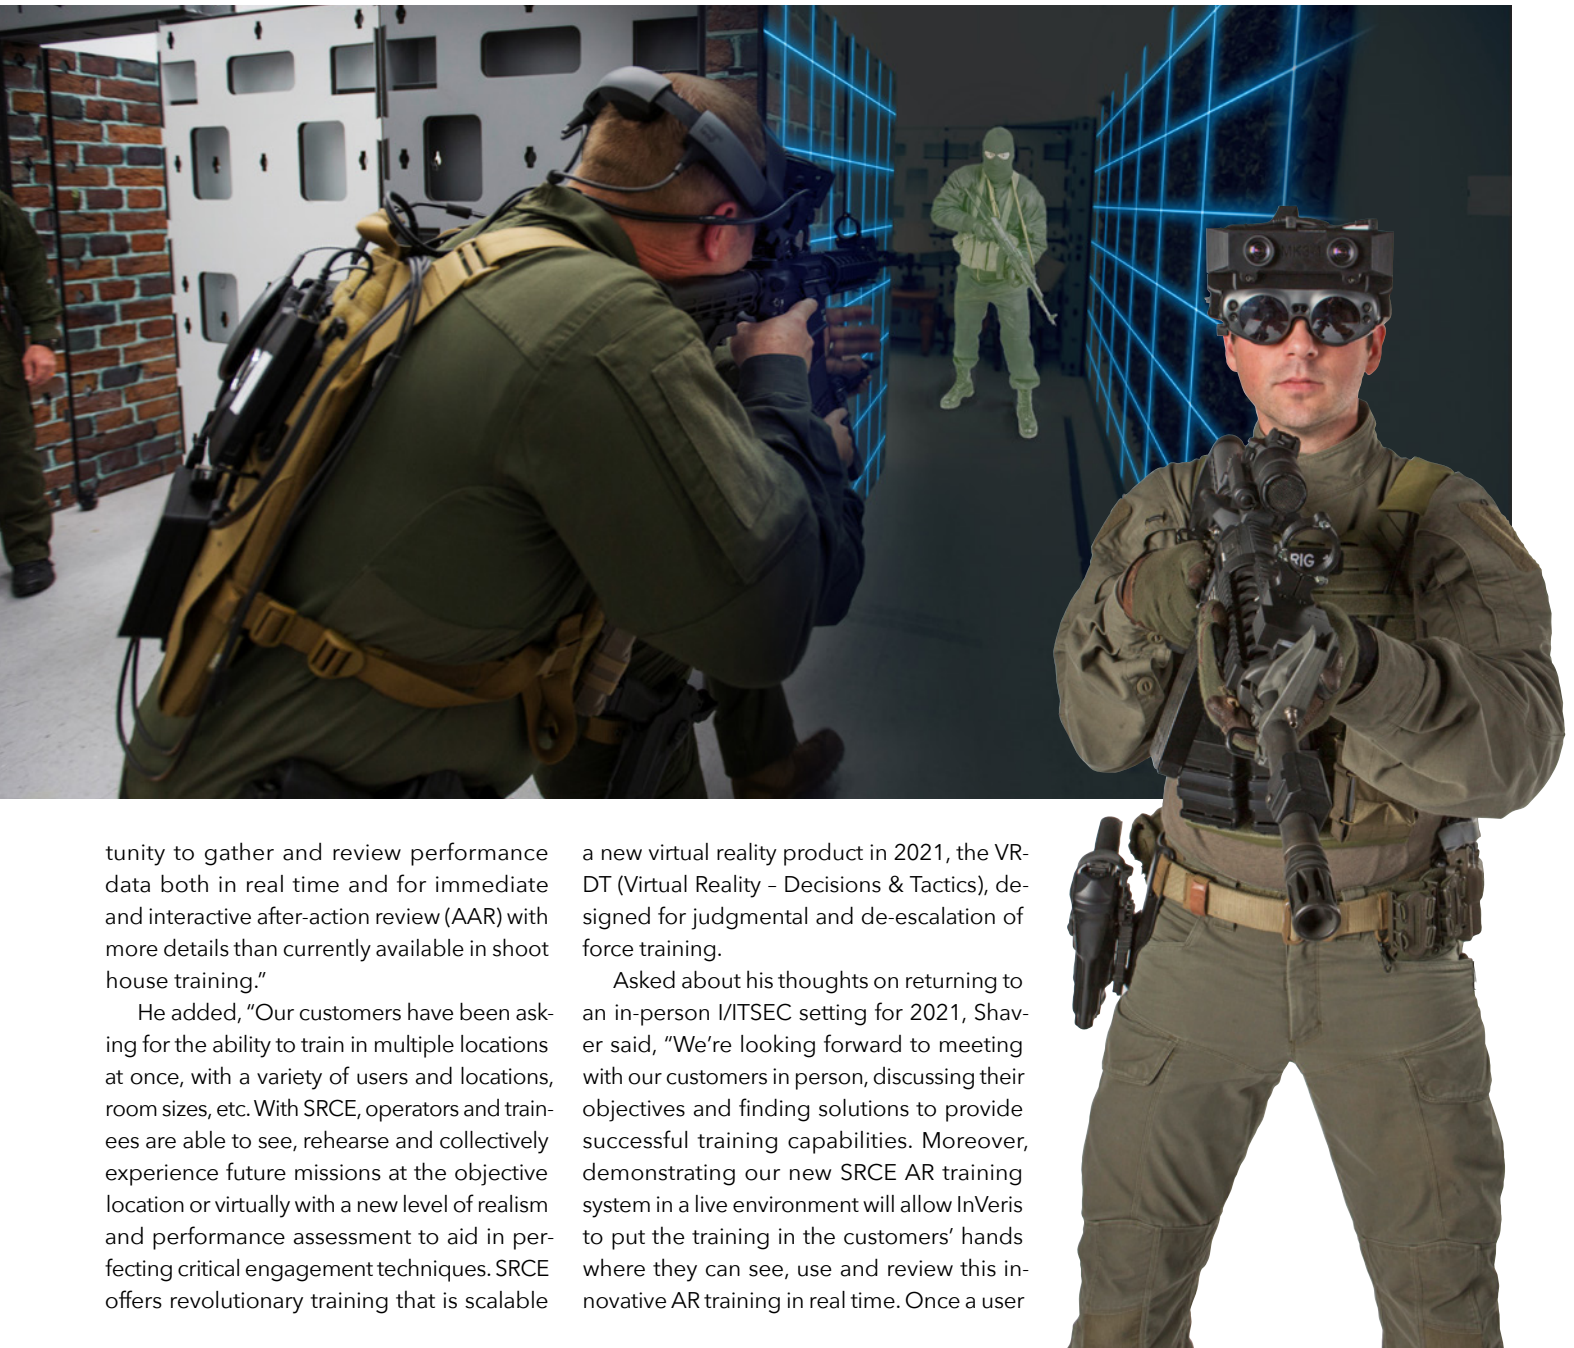 RIG
tunity to gather and review performance
data both in real time and for immediate
and interactive after-action review (AAR) with
more details than currently available in shoot
house training.”
He added, “Our customers have been ask-
ing for the ability to train in multiple locations
at once, with a variety of users and locations,
room sizes, etc. With SRCE, operators and train-
ees are able to see, rehearse and collectively
experience future missions at the objective
location or virtually with a new level of realism
and performance assessment to aid in per-
fecting critical engagement techniques. SRCE
offers revolutionary training that is scalable
a new virtual reality product in 2021, the VR-
DT (Virtual Reality – Decisions & Tactics), de-
signed for judgmental and de-escalation of
force training.
Asked about his thoughts on returning to
an in-person I/ITSEC setting for 2021, Shav-
er said, “We’re looking forward to meeting
with our customers in person, discussing their
objectives and finding solutions to provide
successful training capabilities. Moreover,
demonstrating our new SRCE AR training
system in a live environment will allow InVeris
to put the training in the customers’ hands
where they can see, use and review this in-
novative AR training in real time. Once a user